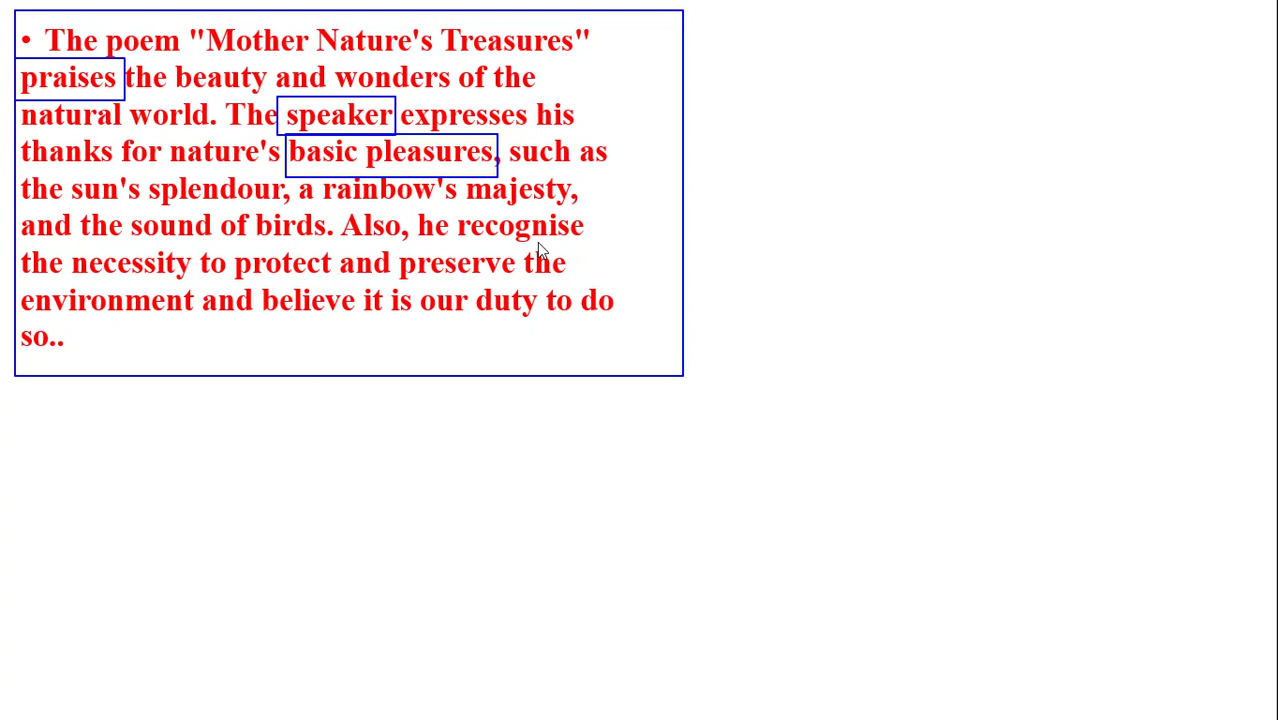 • The poem "Mother Nature's Treasures"
praises the beauty and wonders of the
natural world. The speaker expresses his
thanks for nature's basic pleasures, such as
the sun's splendour, a rainbow's majesty,
and the sound of birds. Also, he recognise
the necessity to protect and preserve the
environment and believe it is our duty to do
so..